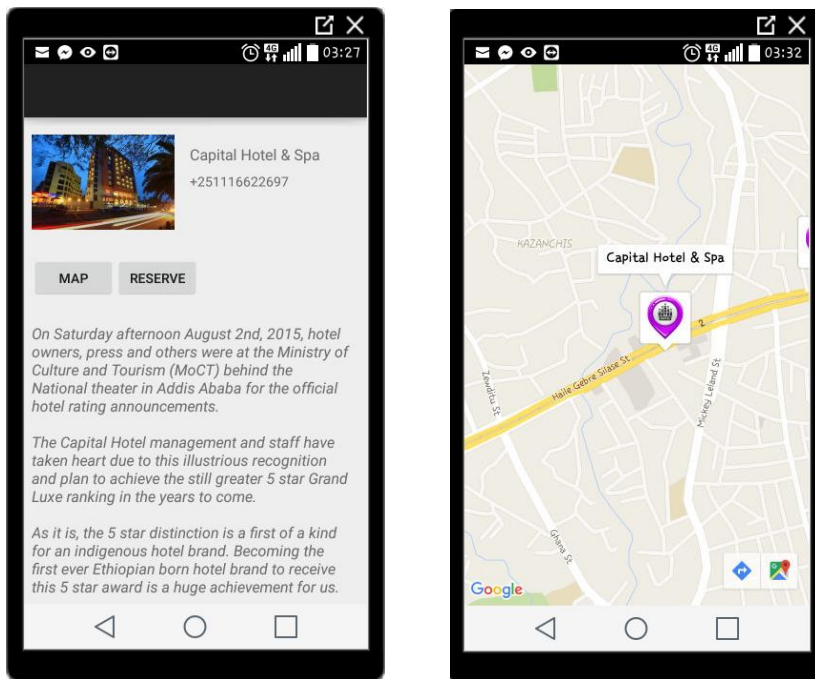 4G
03:27
Capital Hotel & Spa
+251116622697
MAP
RESERVE
On Saturday afternoon August 2nd, 2015, hotel
owners, press and others were at the Ministry of
Culture and Tourism (MoCT) behind the
National theater in Addis Ababa for the official
hotel rating announcements.
The Capital Hotel management and staff have
taken heart due to this illustrious recognition
and plan to achieve the still greater 5 star Grand
Luxe ranking in the years to come.
As it is, the 5 star distinction is a first of a kind
for an indigenous hotel brand. Becoming the
first ever Ethiopian born hotel brand to receive
this 5 star award is a huge achievement for us.
4G
03:32
KAZANCHIS
Capital Hotel & Spa
2
Haile Gebre Silase St
Zewditu St
Mickey Leland St
Ghana St
Google